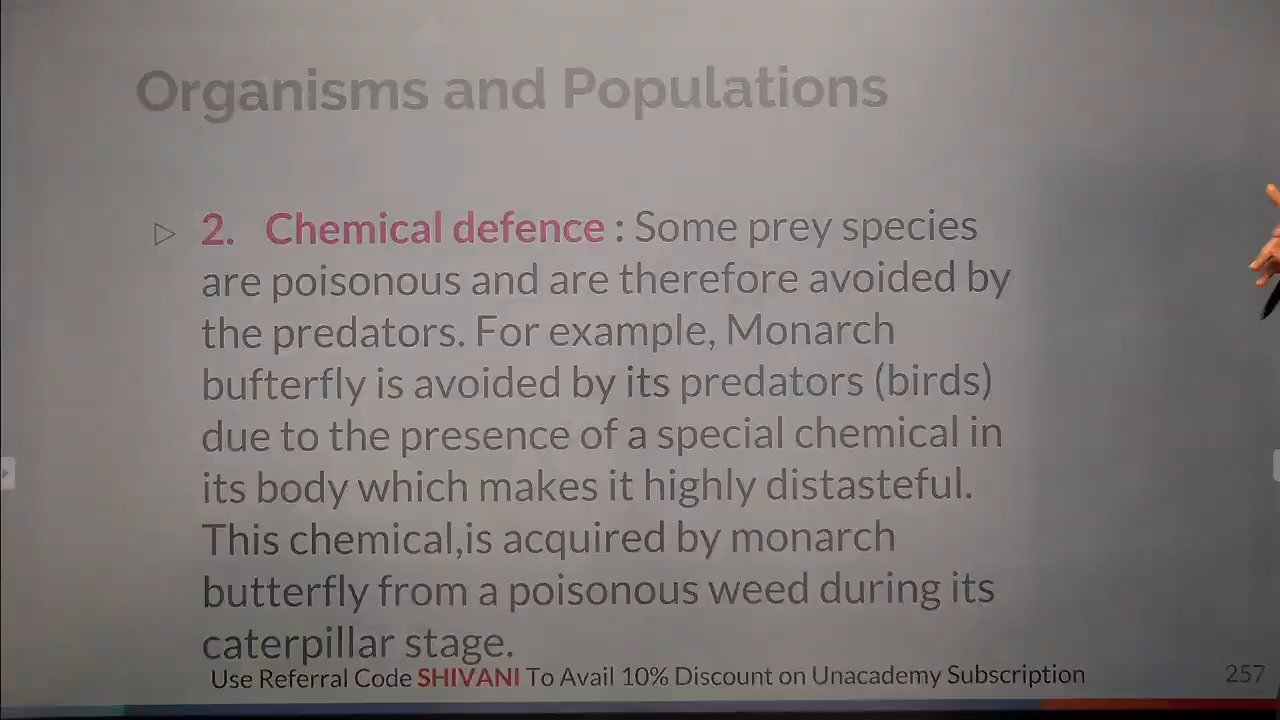 Organisms and Populations
▷ 2. Chemical defence : Some prey species
are poisonous and are therefore avoided by
the predators. For example, Monarch
bufterfly is avoided by its predators (birds)
due to the presence of a special chemical in
its body which makes it highly distasteful.
This chemical,is acquired by monarch
butterfly from a poisonous weed during its
caterpillar stage.
Use Referral Code SHIVANI To Avail 10% Discount on Unacademy Subscription
257